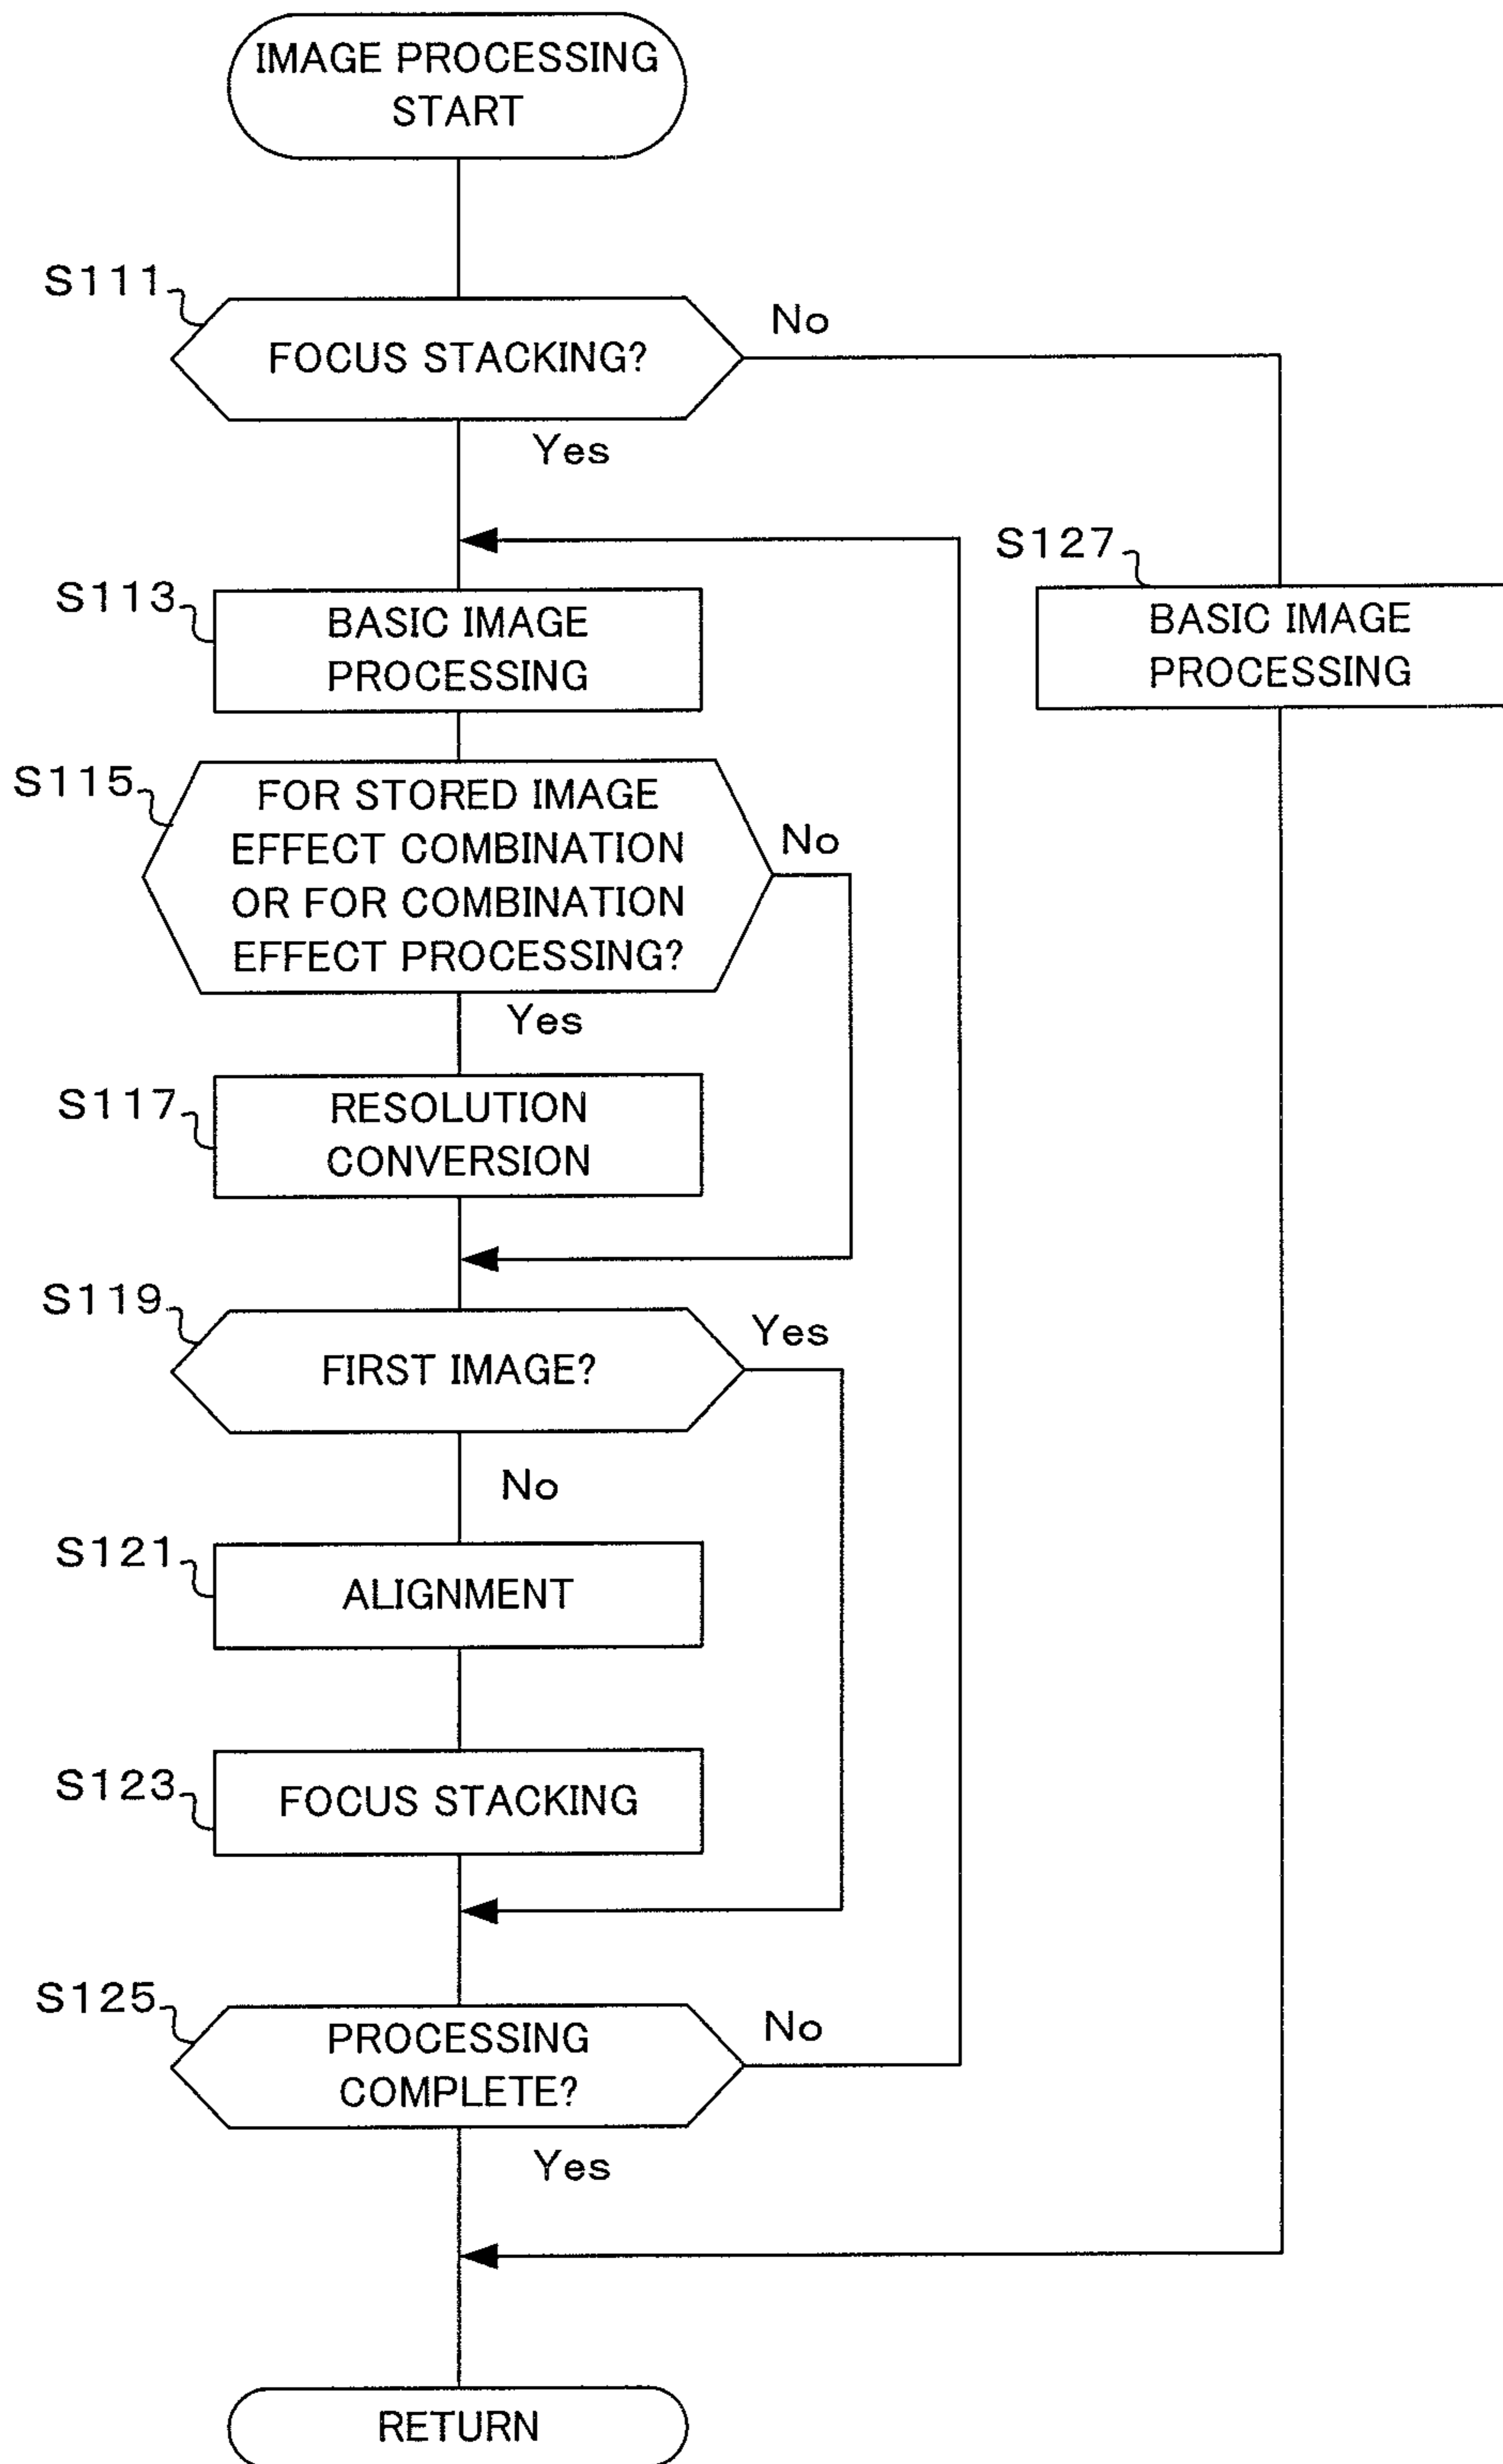 IMAGE PROCESSING
START
S111
FOCUS STACKING?
No
Yes
S113
BASIC IMAGE
PROCESSING
S127
BASIC IMAGE
PROCESSING
S115
FOR STORED IMAGE
EFFECT COMBINATION
OR FOR COMBINATION
EFFECT PROCESSING?
No
Yes
S117
RESOLUTION
CONVERSION
S119
FIRST IMAGE?
Yes
No
S121
ALIGNMENT
S123
FOCUS STACKING
S125
PROCESSING
COMPLETE?
No
Yes
RETURN